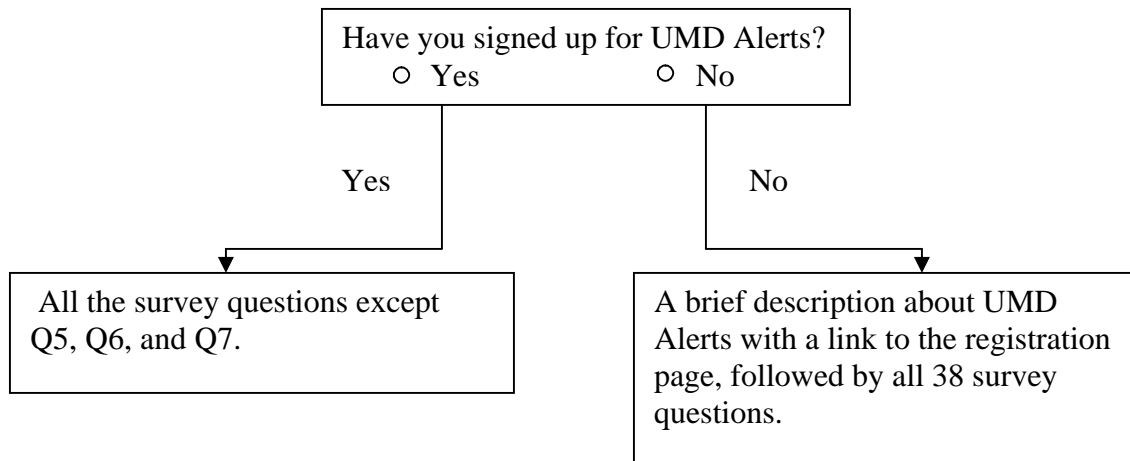 Have you signed up for UMD Alerts?
Yes No
Yes
No
All the survey questions except
Q5, Q6, and Q7.
A brief description about UMD
Alerts with a link to the registration
page, followed by all 38 survey
questions.